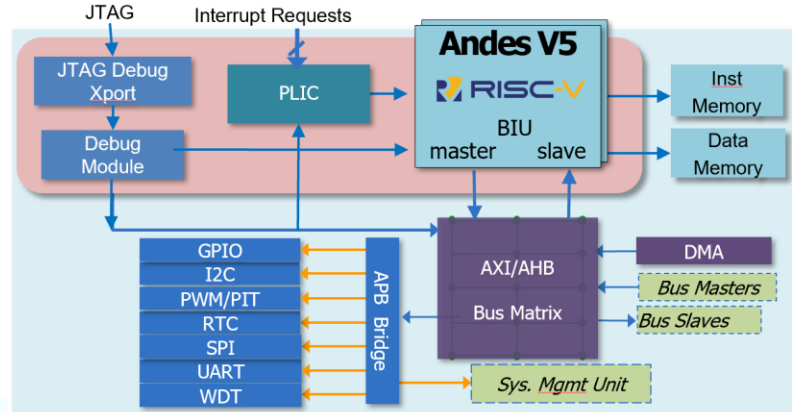 JTAG
Interrupt Requests
JTAG Debug
Xport
Debug
Module
PLIC
Andes V5
RISC-V
BIU
master slave
Inst
Memory
Data
Memory
GPIO
I2C
PWM/PIT
RTC
SPI
UART
WDT
APB Bridge
AXI/AHB
Bus Matrix
DMA
Bus Masters
Bus Slaves
Sys. Mgmt Unit